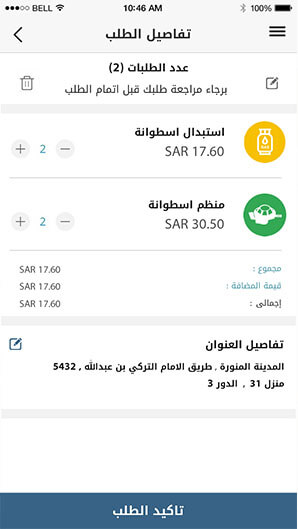 BELL 10:46 AM 100%
تفاصيل الطلب
عدد الطلبات (2)
برجاء مراجعة طلبك قبل اتمام الطلب
استبدال اسطوانة
SAR 17.60
2
منظم اسطوانة
SAR 30.50
2
مجموع : SAR 17.60
قيمة المضافة : SAR 17.60
إجمالى : SAR 17.60
تفاصيل العنوان
المدينة المنورة , طريق الامام التركي بن عبدالله , 5432
منزل 31 , الدور 3
تاكيد الطلب